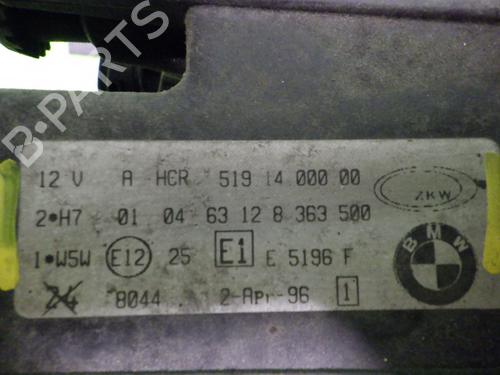 B·PARTS
12 V A HCR 519 14 000 00 ZKW
2•H7 01 04 63 12 8 363 500
1•W5W E12 25 E1 E 5196 F
24 8044 2-Apr-96 1
BMW